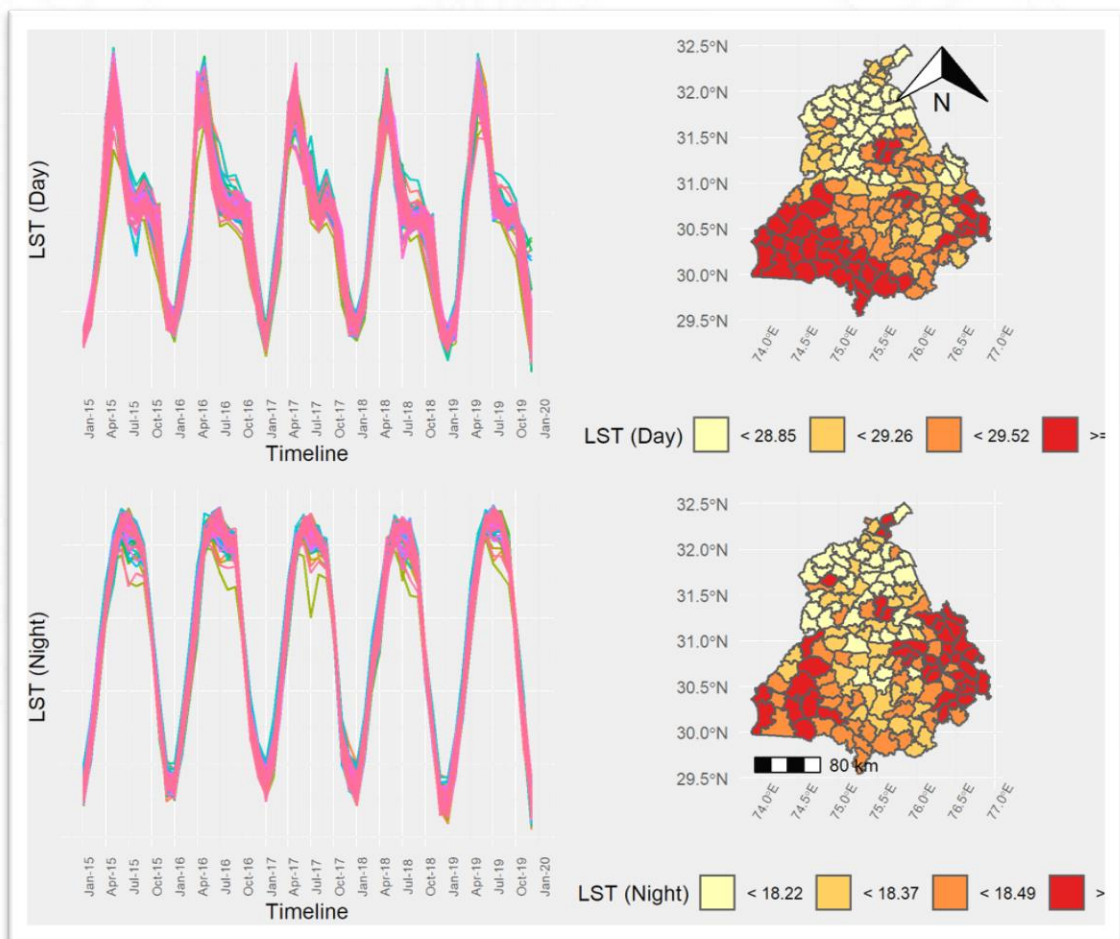 LST (Day)
Jan-15
Apr-15
Jul-15
Oct-15
Jan-16
Apr-16
Jul-16
Oct-16
Jan-17
Apr-17
Jul-17
Oct-17
Jan-18
Apr-18
Jul-18
Oct-18
Jan-19
Apr-19
Jul-19
Oct-19
Jan-20
Timeline
32.5°N
32.0°N
31.5°N
31.0°N
30.5°N
30.0°N
29.5°N
N
74.0°E
74.5°E
75.0°E
75.5°E
76.0°E
76.5°E
77.0°E
LST (Day) < 28.85 < 29.26 < 29.52 >=
LST (Night)
Jan-15
Apr-15
Jul-15
Oct-15
Jan-16
Apr-16
Jul-16
Oct-16
Jan-17
Apr-17
Jul-17
Oct-17
Jan-18
Apr-18
Jul-18
Oct-18
Jan-19
Apr-19
Jul-19
Oct-19
Jan-20
Timeline
32.5°N
32.0°N
31.5°N
31.0°N
30.5°N
30.0°N
29.5°N
80 km
74.0°E
74.5°E
75.0°E
75.5°E
76.0°E
76.5°E
77.0°E
LST (Night) < 18.22 < 18.37 < 18.49 >